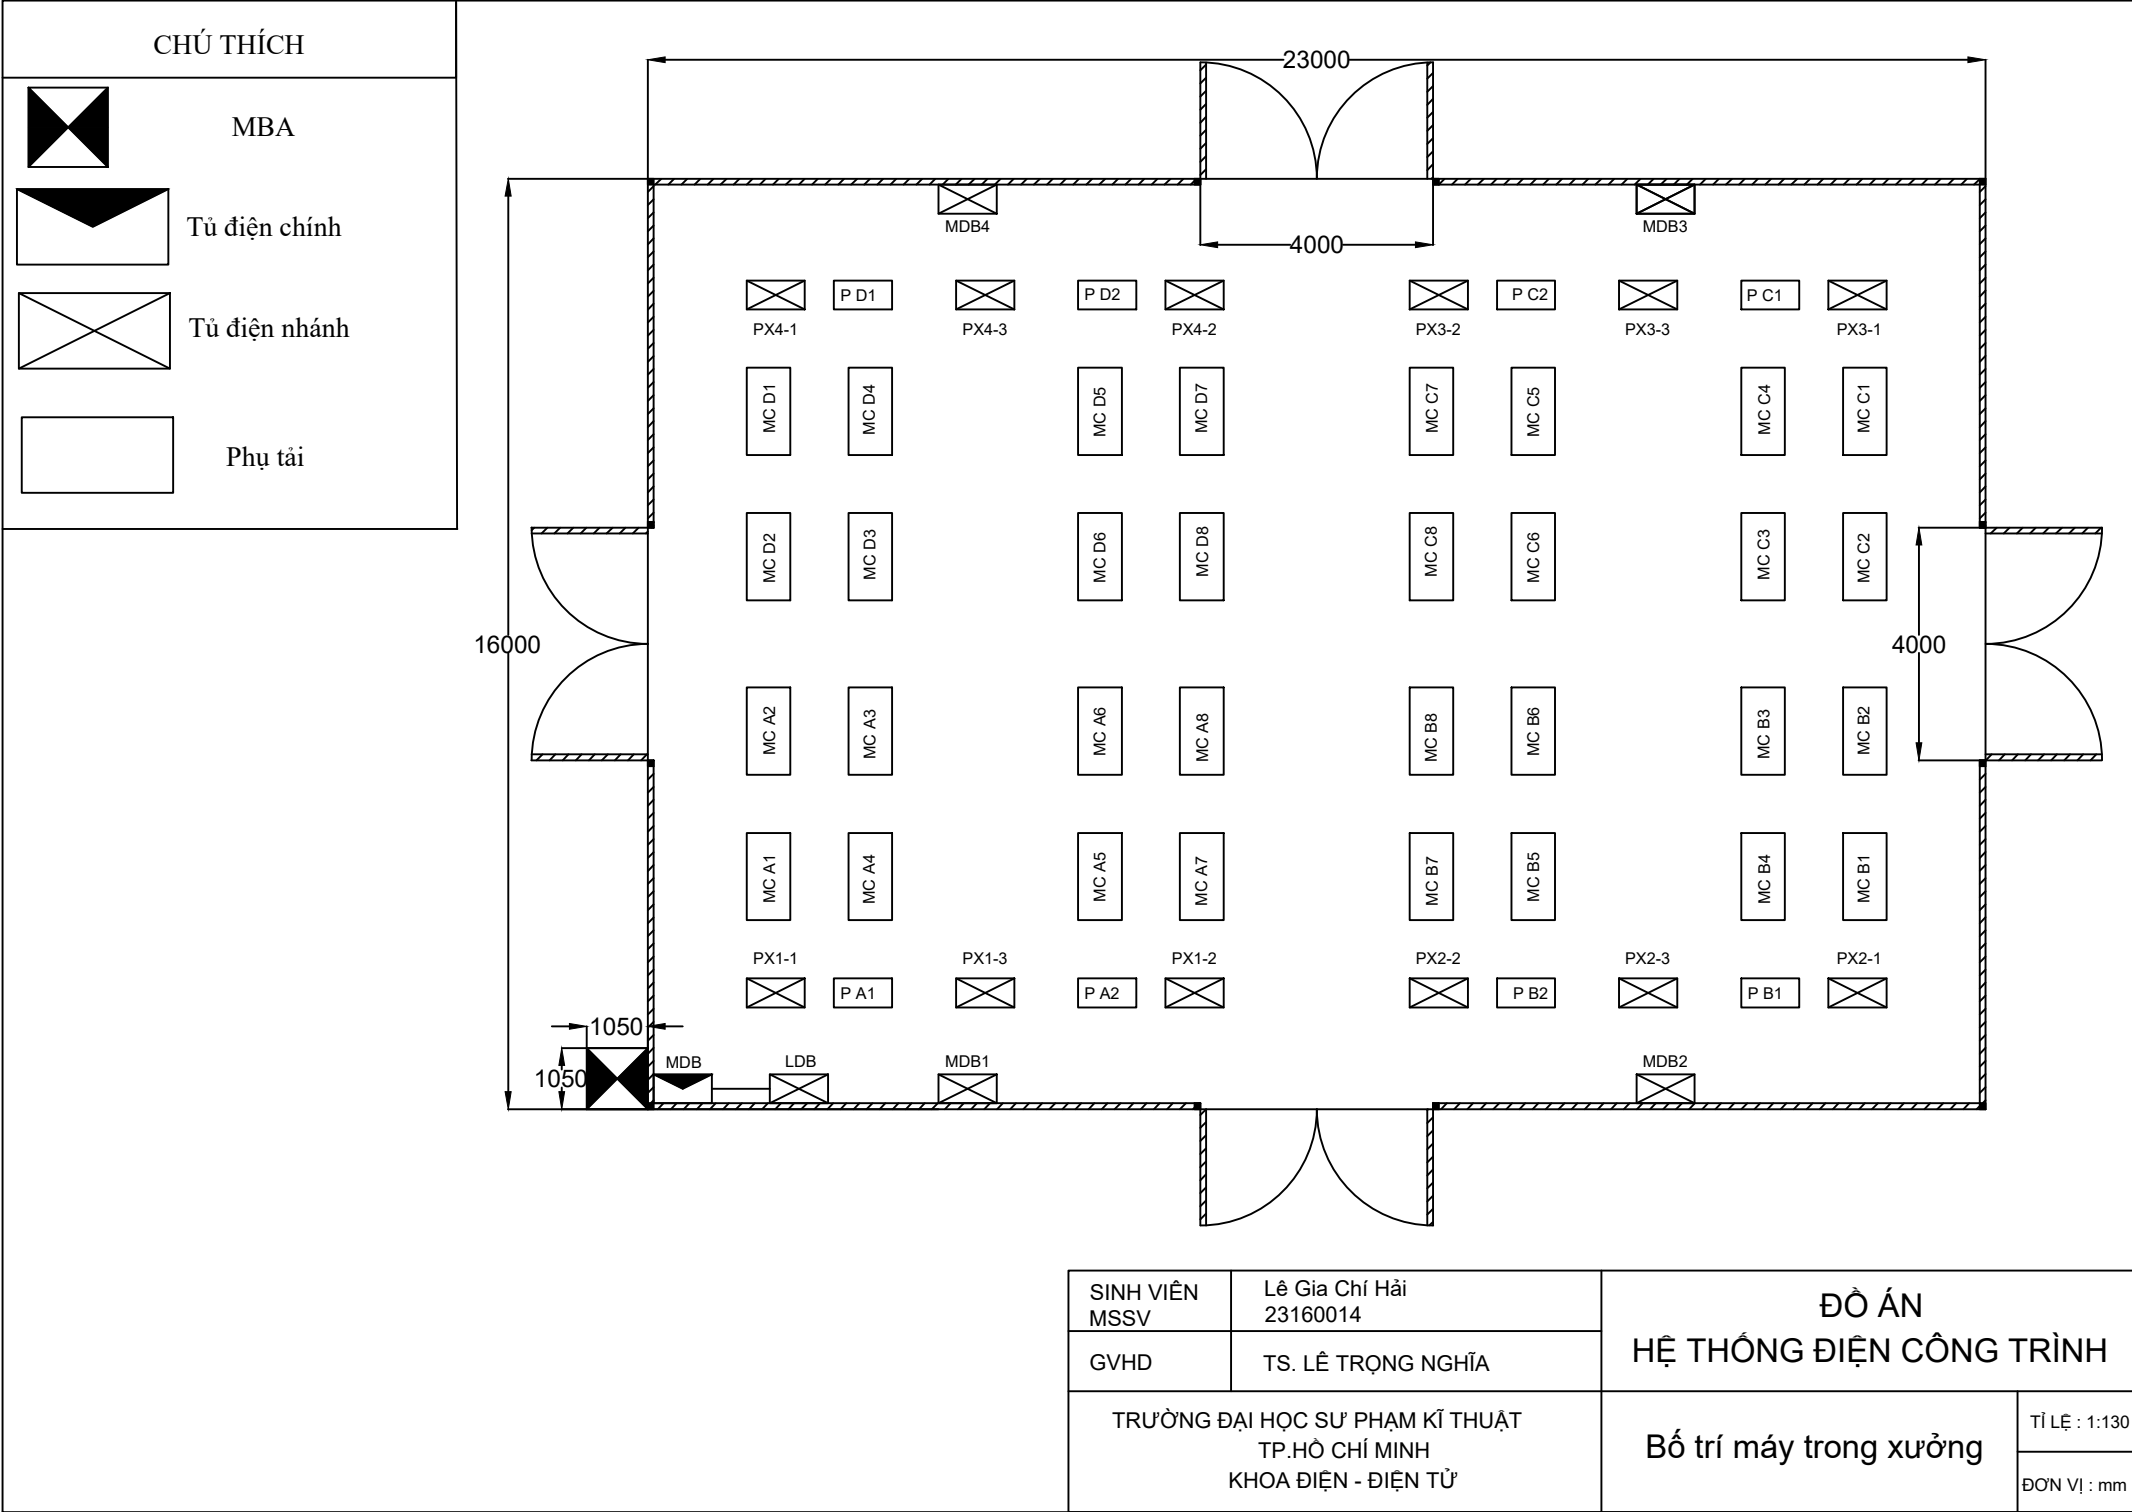 CHÚ THÍCH
MBA
Tủ điện chính
Tủ điện nhánh
Phụ tải
23000
MDB4
4000
MDB3
P D1
P D2
P C2
P C1
PX4-1
PX4-3
PX4-2
PX3-2
PX3-3
PX3-1
MC D1
MC D4
MC D5
MC D7
MC C7
MC C5
MC C4
MC C1
MC D2
MC D3
MC D6
MC D8
MC C8
MC C6
MC C3
MC C2
16000
4000
MC A2
MC A3
MC A6
MC A8
MC B8
MC B6
MC B3
MC B2
MC A1
MC A4
MC A5
MC A7
MC B7
MC B5
MC B4
MC B1
PX1-1
PX1-3
PX1-2
PX2-2
PX2-3
PX2-1
P A1
P A2
P B2
P B1
1050
1050
MDB
LDB
MDB1
MDB2
SINH VIÊN
MSSV
Lê Gia Chí Hải
23160014
GVHD
TS. LÊ TRỌNG NGHĨA
ĐỒ ÁN
HỆ THỐNG ĐIỆN CÔNG TRÌNH
TRƯỜNG ĐẠI HỌC SƯ PHẠM KĨ THUẬT
TP.HỒ CHÍ MINH
KHOA ĐIỆN - ĐIỆN TỬ
Bố trí máy trong xưởng
TỈ LỆ : 1:130
ĐƠN VỊ : mm